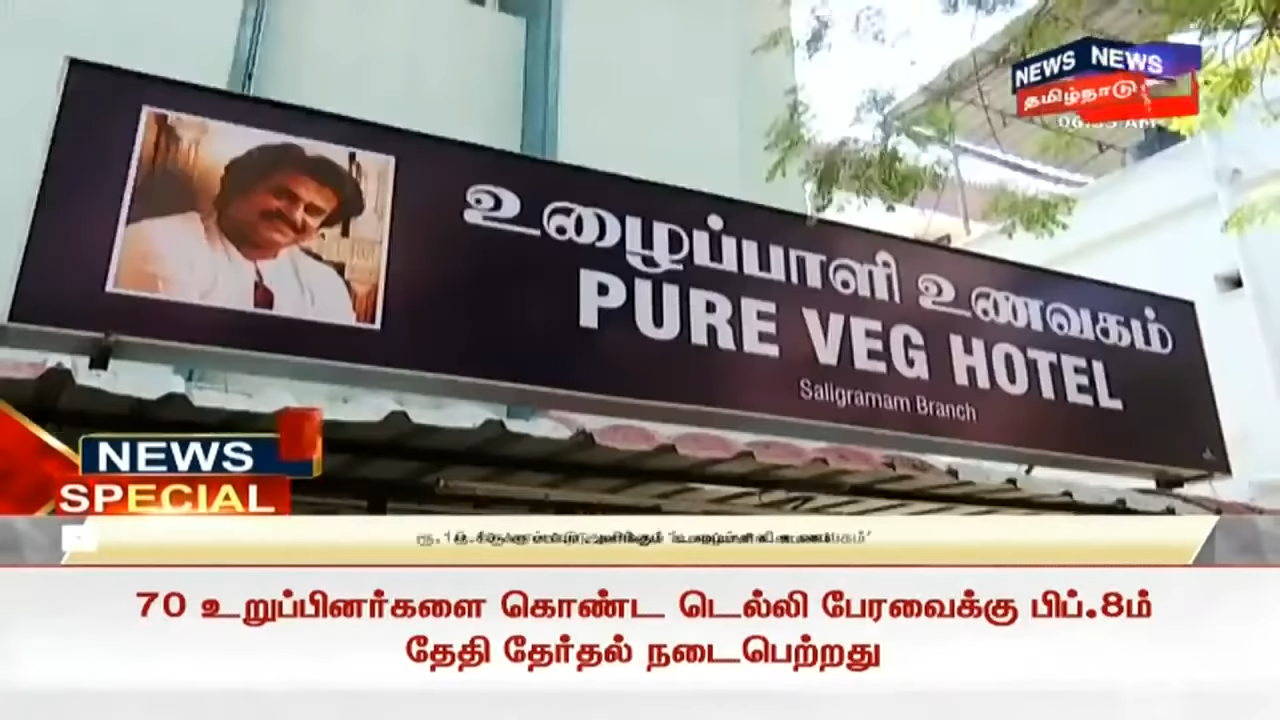 NEWS NEWS
தமிழ்நாடு
உழைப்பாளி உணவகம்
PURE VEG HOTEL
Saligramam Branch
NEWS
SPECIAL
70 உறுப்பினர்களை கொண்ட டெல்லி பேரவைக்கு பிப்.8ம்
தேதி தேர்தல் நடைபெற்றது